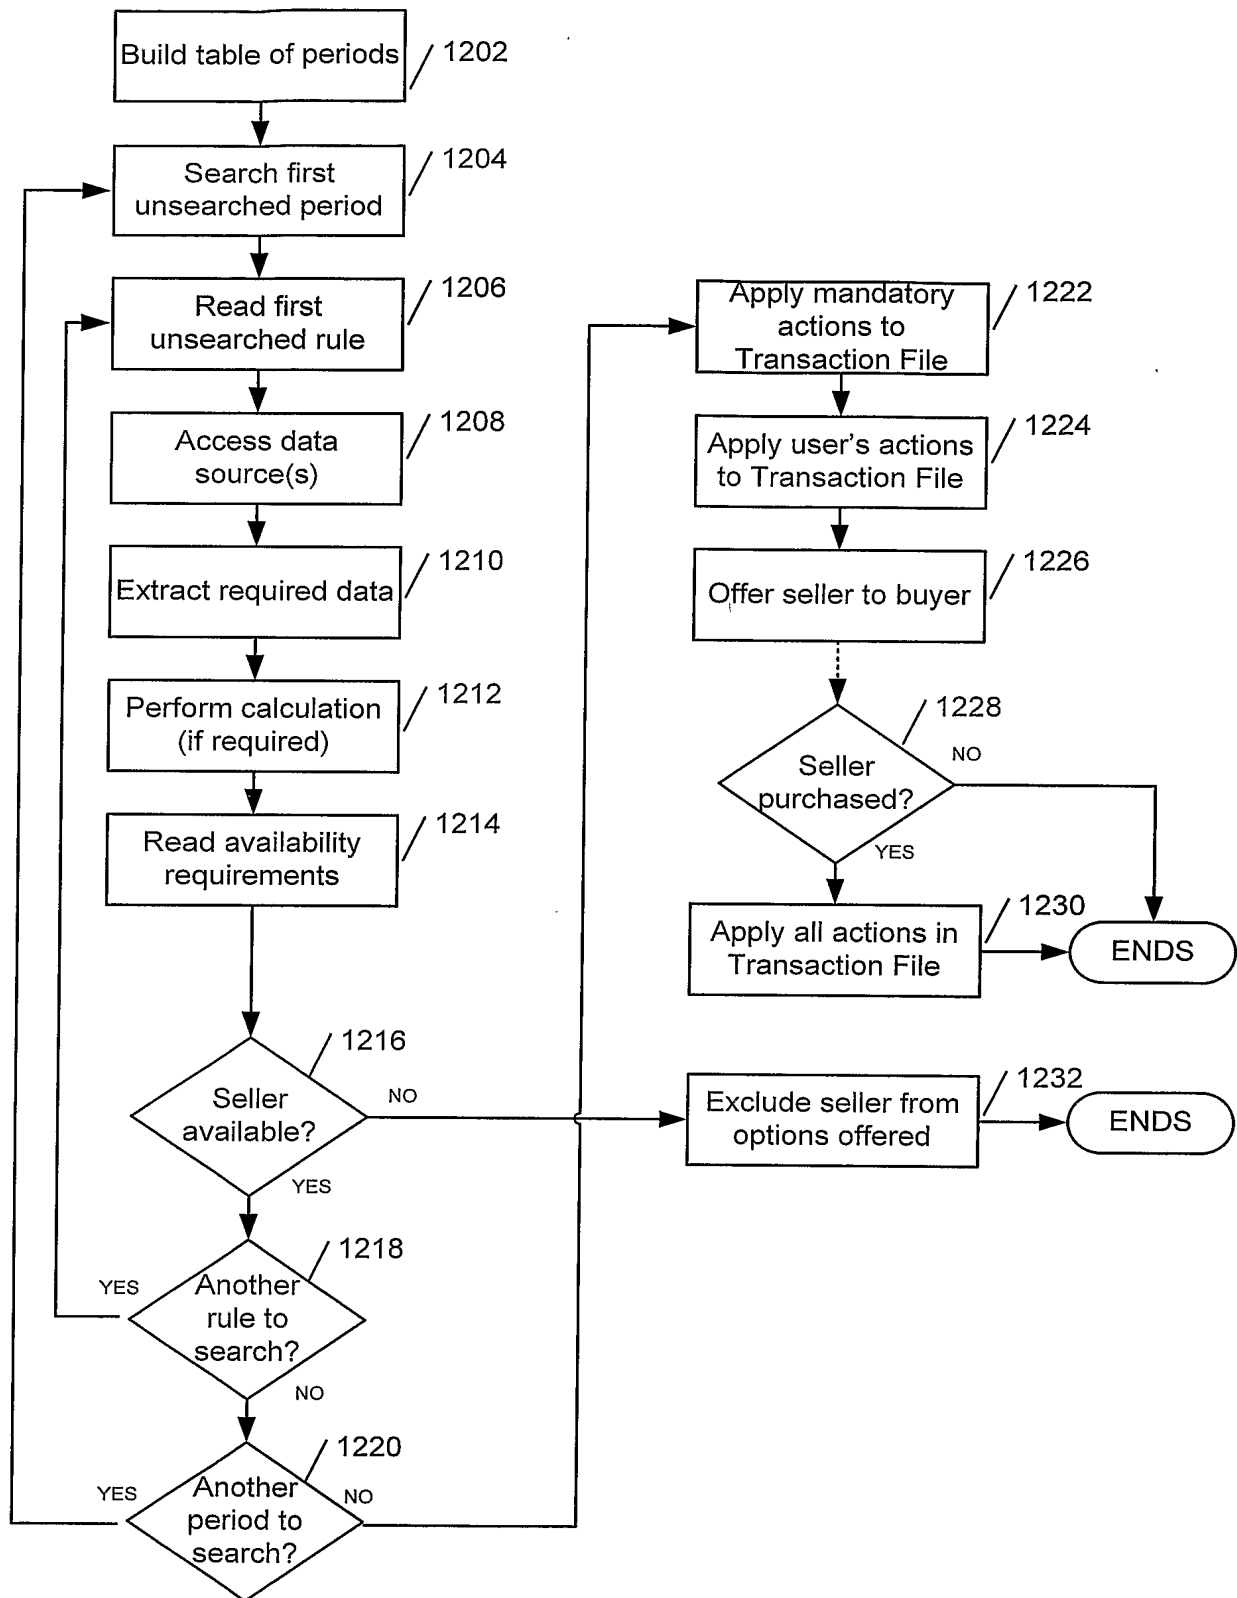 Build table of periods
1202
Search first
unsearched period
1204
Read first
unsearched rule
1206
Access data
source(s)
1208
Extract required data
1210
Perform calculation
(if required)
1212
Read availability
requirements
1214
Seller
available?
1216
NO
YES
Another
rule to
search?
1218
YES
NO
Another
period to
search?
1220
YES
NO
Apply mandatory
actions to
Transaction File
1222
Apply user's actions
to Transaction File
1224
Offer seller to buyer
1226
Seller
purchased?
1228
NO
YES
Apply all actions in
Transaction File
1230
ENDS
Exclude seller from
options offered
1232
ENDS